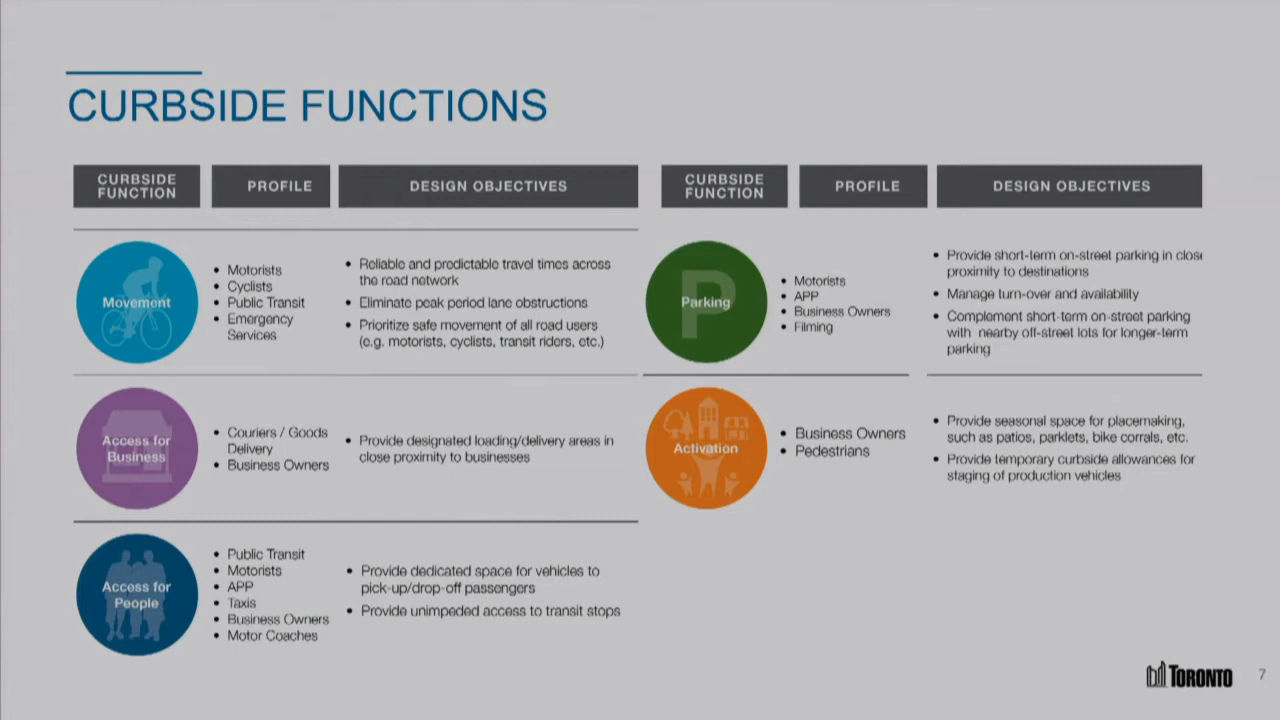 CURBSIDE FUNCTIONS
CURBSIDE
FUNCTION
PROFILE
DESIGN OBJECTIVES
Movement
• Motorists
• Cyclists
• Public Transit
• Emergency
Services
• Reliable and predictable travel times across
the road network
• Eliminate peak period lane obstructions
• Prioritize safe movement of all road users
(e.g. motorists, cyclists, transit riders, etc.)
Access for
Business
• Couriers / Goods
Delivery
• Business Owners
• Provide designated loading/delivery areas in
close proximity to businesses
Access for
People
• Public Transit
• Motorists
• APP
• Taxis
• Business Owners
• Motor Coaches
• Provide dedicated space for vehicles to
pick-up/drop-off passengers
• Provide unimpeded access to transit stops
CURBSIDE
FUNCTION
PROFILE
DESIGN OBJECTIVES
P
Parking
• Motorists
• APP
• Business Owners
• Filming
• Provide short-term on-street parking in close
proximity to destinations
• Manage turn-over and availability
• Complement short-term on-street parking
with nearby off-street lots for longer-term
parking
Activation
• Business Owners
• Pedestrians
• Provide seasonal space for placemaking,
such as patios, parklets, bike corrals, etc.
• Provide temporary curbside allowances for
staging of production vehicles
TORONTO
7